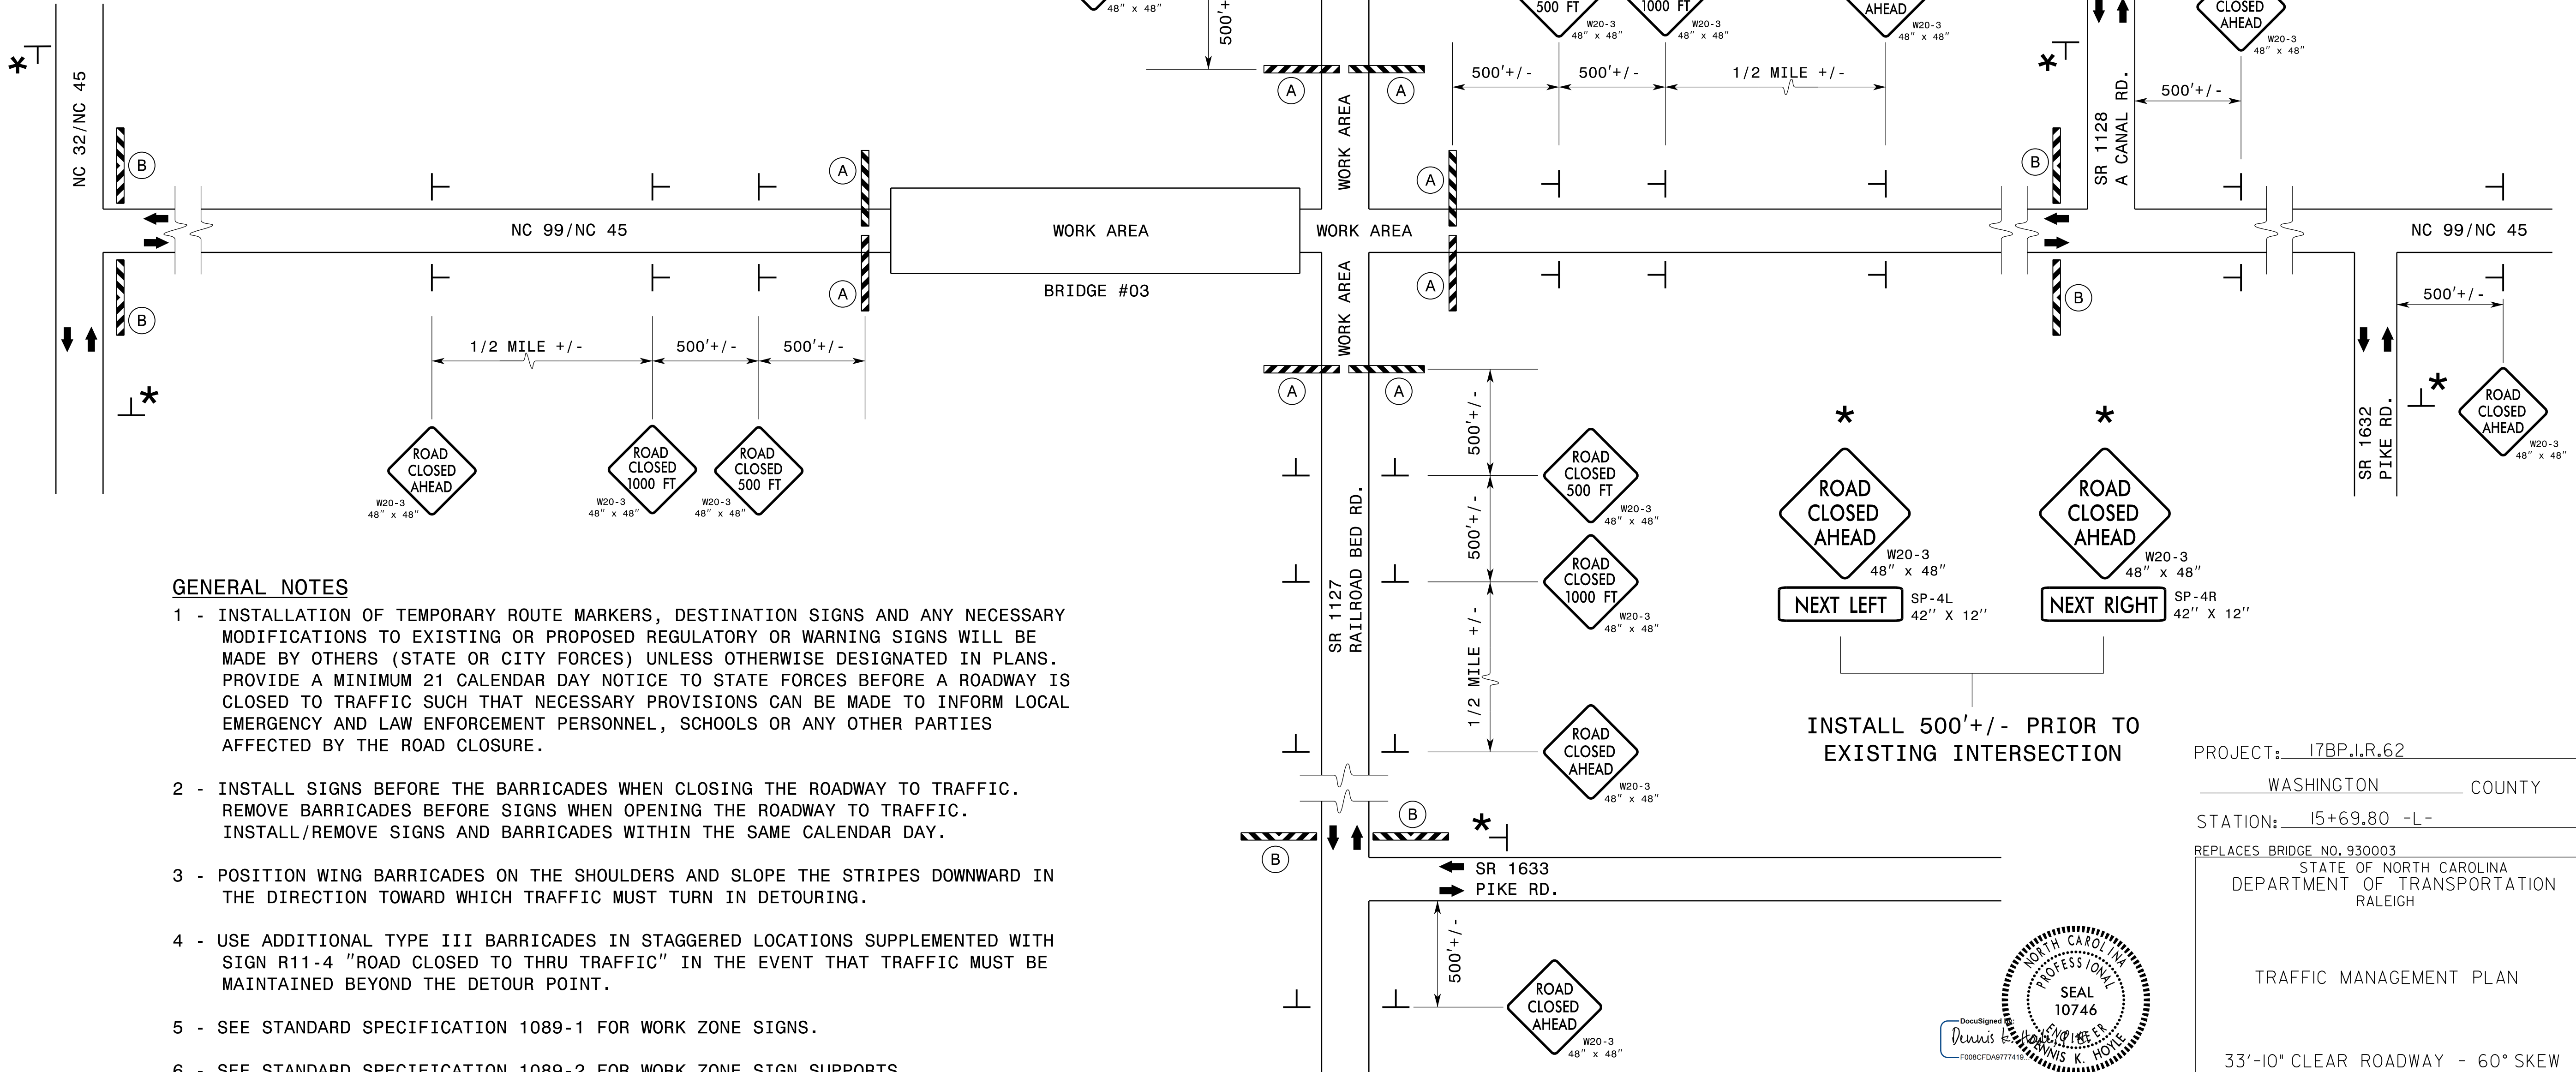 48" x 48"
500'+/-
500 FT
W20-3
48" x 48"
1000 FT
W20-3
48" x 48"
AHEAD
W20-3
48" x 48"
CLOSED
AHEAD
W20-3
48" x 48"
*
NC 32/NC 45
B
B
*
A
A
NC 99/NC 45
1/2 MILE +/-
500'+/-
500'+/-
ROAD
CLOSED
AHEAD
W20-3
48" x 48"
ROAD
CLOSED
1000 FT
W20-3
48" x 48"
ROAD
CLOSED
500 FT
W20-3
48" x 48"
WORK AREA
BRIDGE #03
A
A
WORK AREA
WORK AREA
WORK AREA
A
A
A
A
500'+/-
500'+/-
1/2 MILE +/-
*
SR 1128
A CANAL RD.
500'+/-
B
B
NC 99/NC 45
500'+/-
SR 1632
PIKE RD.
*
ROAD
CLOSED
AHEAD
W20-3
48" x 48"
SR 1127
RAILROAD BED RD.
500'+/-
500'+/-
1/2 MILE +/-
ROAD
CLOSED
500 FT
W20-3
48" x 48"
ROAD
CLOSED
1000 FT
W20-3
48" x 48"
ROAD
CLOSED
AHEAD
W20-3
48" x 48"
*
ROAD
CLOSED
AHEAD
W20-3
48" x 48"
NEXT LEFT
SP-4L
42'' X 12''
*
ROAD
CLOSED
AHEAD
W20-3
48" x 48"
NEXT RIGHT
SP-4R
42'' X 12''
INSTALL 500'+/- PRIOR TO
EXISTING INTERSECTION
B
B
*
SR 1633
PIKE RD.
500'+/-
ROAD
CLOSED
AHEAD
W20-3
48" x 48"
GENERAL NOTES
1 - INSTALLATION OF TEMPORARY ROUTE MARKERS, DESTINATION SIGNS AND ANY NECESSARY
MODIFICATIONS TO EXISTING OR PROPOSED REGULATORY OR WARNING SIGNS WILL BE
MADE BY OTHERS (STATE OR CITY FORCES) UNLESS OTHERWISE DESIGNATED IN PLANS.
PROVIDE A MINIMUM 21 CALENDAR DAY NOTICE TO STATE FORCES BEFORE A ROADWAY IS
CLOSED TO TRAFFIC SUCH THAT NECESSARY PROVISIONS CAN BE MADE TO INFORM LOCAL
EMERGENCY AND LAW ENFORCEMENT PERSONNEL, SCHOOLS OR ANY OTHER PARTIES
AFFECTED BY THE ROAD CLOSURE.
2 - INSTALL SIGNS BEFORE THE BARRICADES WHEN CLOSING THE ROADWAY TO TRAFFIC.
REMOVE BARRICADES BEFORE SIGNS WHEN OPENING THE ROADWAY TO TRAFFIC.
INSTALL/REMOVE SIGNS AND BARRICADES WITHIN THE SAME CALENDAR DAY.
3 - POSITION WING BARRICADES ON THE SHOULDERS AND SLOPE THE STRIPES DOWNWARD IN
THE DIRECTION TOWARD WHICH TRAFFIC MUST TURN IN DETOURING.
4 - USE ADDITIONAL TYPE III BARRICADES IN STAGGERED LOCATIONS SUPPLEMENTED WITH
SIGN R11-4 "ROAD CLOSED TO THRU TRAFFIC" IN THE EVENT THAT TRAFFIC MUST BE
MAINTAINED BEYOND THE DETOUR POINT.
5 - SEE STANDARD SPECIFICATION 1089-1 FOR WORK ZONE SIGNS.
6 - SEE STANDARD SPECIFICATION 1089-2 FOR WORK ZONE SIGN SUPPORTS
PROJECT: 17BP.1.R.62
WASHINGTON COUNTY
STATION: 15+69.80 -L-
REPLACES BRIDGE NO. 930003
STATE OF NORTH CAROLINA
DEPARTMENT OF TRANSPORTATION
RALEIGH
TRAFFIC MANAGEMENT PLAN
33'-10" CLEAR ROADWAY - 60° SKEW
NORTH CAROLINA
PROFESSIONAL
SEAL
10746
ENGINEER
DENNIS K. HOYLE
DocuSigned by:
Dennis K. Hoyle, PE
F008CFDA9777419...